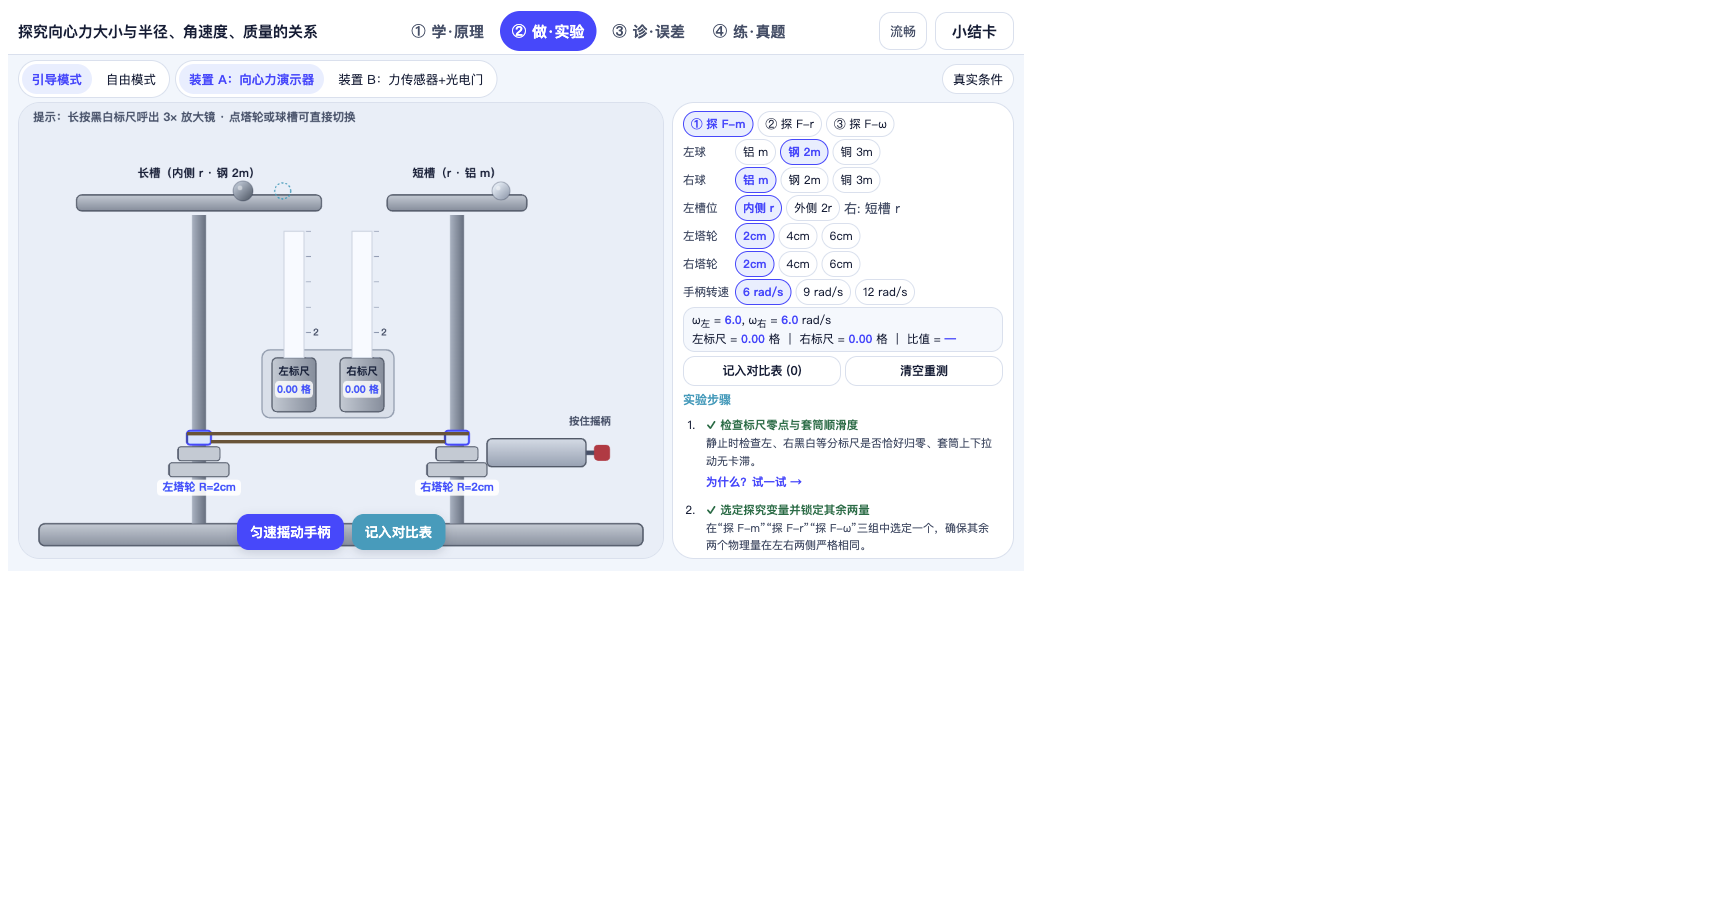 探究向心力大小与半径、角速度、质量的关系
① 学·原理
② 做·实验
③ 诊·误差
④ 练·真题
流畅
小结卡
引导模式
自由模式
装置 A：向心力演示器
装置 B：力传感器+光电门
真实条件
提示：长按黑白标尺呼出 3× 放大镜 · 点塔轮或球槽可直接切换
长槽（内侧 r · 钢 2m）
短槽（r · 铝 m）
2
2
左标尺
0.00 格
右标尺
0.00 格
按住摇柄
左塔轮 R=2cm
右塔轮 R=2cm
匀速摇动手柄
记入对比表
① 探 F–m
② 探 F–r
③ 探 F–ω
左球 铝 m 钢 2m 铜 3m
右球 铝 m 钢 2m 铜 3m
左槽位 内侧 r 外侧 2r 右: 短槽 r
左塔轮 2cm 4cm 6cm
右塔轮 2cm 4cm 6cm
手柄转速 6 rad/s 9 rad/s 12 rad/s
ω左 = 6.0, ω右 = 6.0 rad/s
左标尺 = 0.00 格 ｜ 右标尺 = 0.00 格 ｜ 比值 = —
记入对比表 (0)
清空重测
实验步骤
1. ✓ 检查标尺零点与套筒顺滑度
静止时检查左、右黑白等分标尺是否恰好归零、套筒上下拉
动无卡滞。
为什么？试一试 →
2. ✓ 选定探究变量并锁定其余两量
在“探 F–m”“探 F–r”“探 F–ω”三组中选定一个，确保其余
两个物理量在左右两侧严格相同。